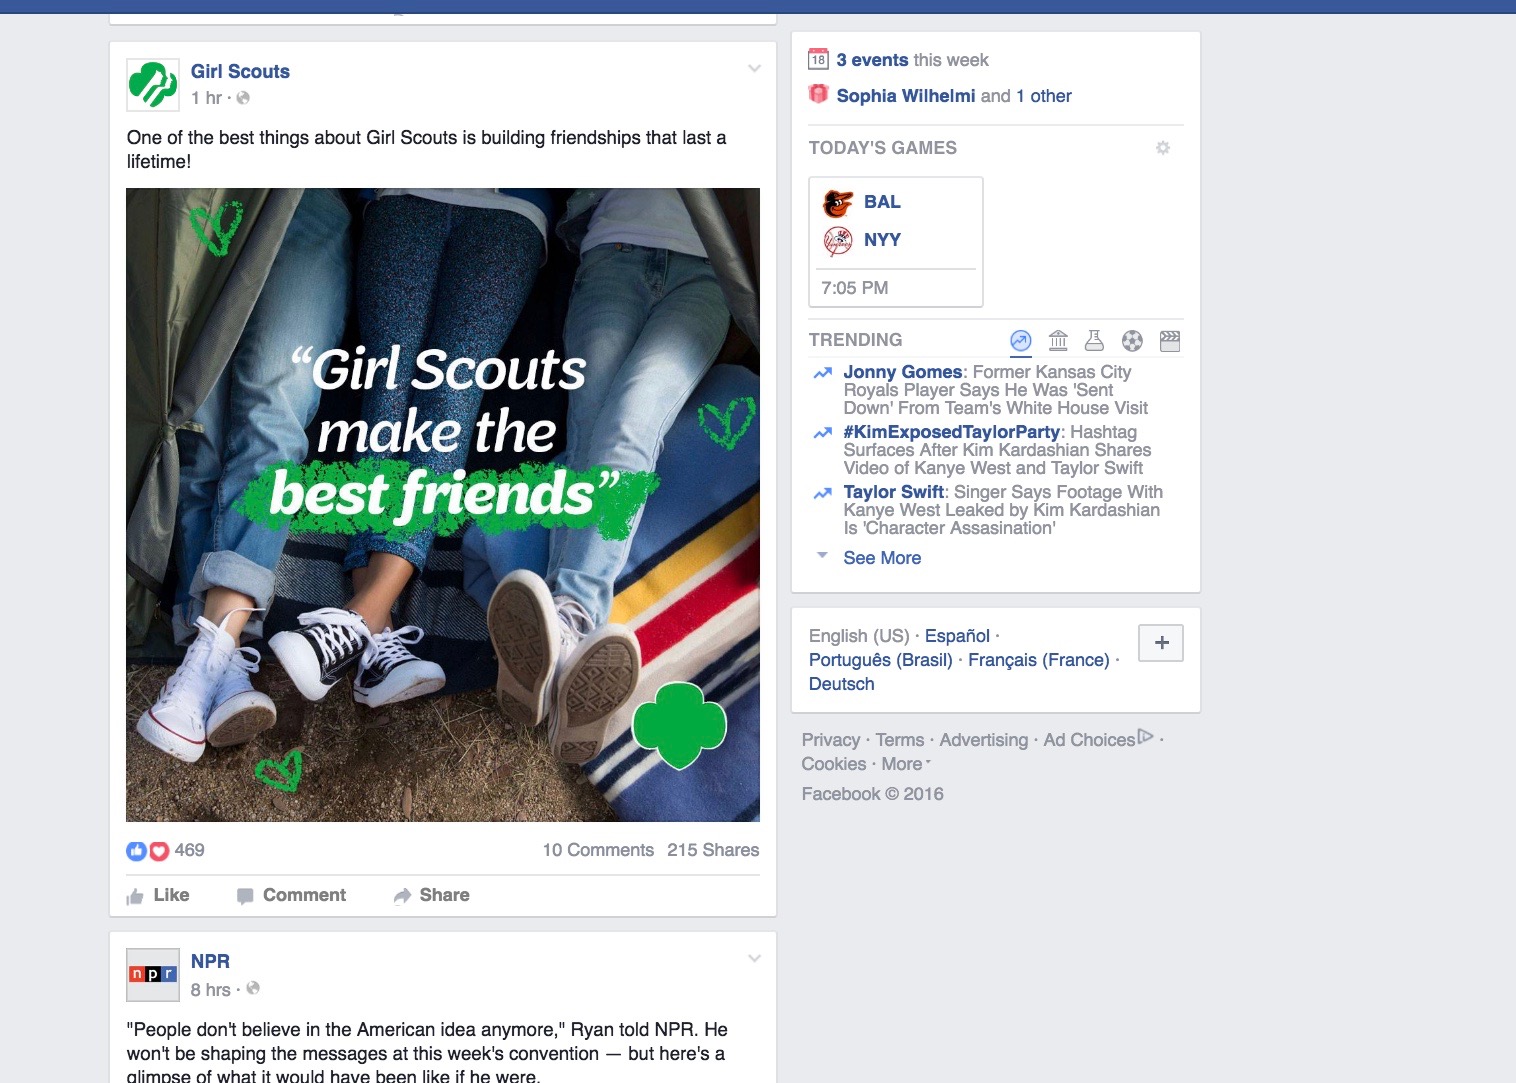 Girl Scouts
1 hr ·
One of the best things about Girl Scouts is building friendships that last a
lifetime!
“Girl Scouts
make the
best friends”
469
10 Comments 215 Shares
Like Comment Share
npr
NPR
8 hrs ·
"People don't believe in the American idea anymore," Ryan told NPR. He
won't be shaping the messages at this week's convention — but here's a
glimpse of what it would have been like if he were.
18
3 events this week
Sophia Wilhelmi and 1 other
TODAY'S GAMES
BAL
NYY
7:05 PM
TRENDING
Jonny Gomes: Former Kansas City
Royals Player Says He Was 'Sent
Down' From Team's White House Visit
#KimExposedTaylorParty: Hashtag
Surfaces After Kim Kardashian Shares
Video of Kanye West and Taylor Swift
Taylor Swift: Singer Says Footage With
Kanye West Leaked by Kim Kardashian
Is 'Character Assasination'
See More
English (US) · Español ·
Português (Brasil) · Français (France) ·
Deutsch
+
Privacy · Terms · Advertising · Ad Choices ·
Cookies · More
Facebook © 2016